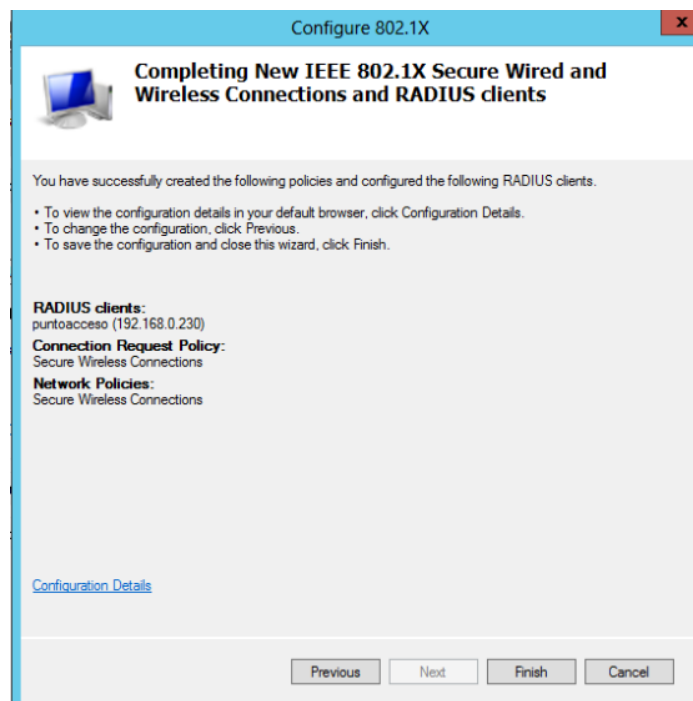 Configure 802.1X
x
Completing New IEEE 802.1X Secure Wired and
Wireless Connections and RADIUS clients
You have successfully created the following policies and configured the following RADIUS clients.
• To view the configuration details in your default browser, click Configuration Details.
• To change the configuration, click Previous.
• To save the configuration and close this wizard, click Finish.
RADIUS clients:
puntoacceso (192.168.0.230)
Connection Request Policy:
Secure Wireless Connections
Network Policies:
Secure Wireless Connections
Configuration Details
Previous Next Finish Cancel